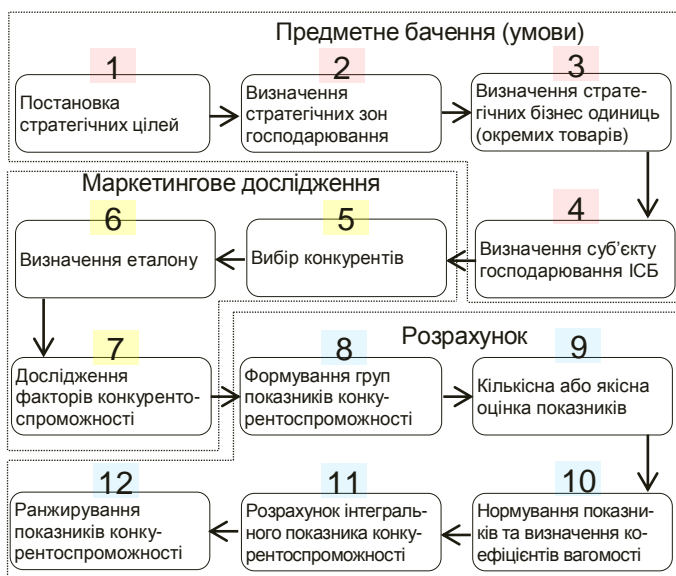 Предметне бачення (умови)
1
Постановка
стратегічних цілей
2
Визначення
стратегічних зон
господарювання
3
Визначення страте-
гічних бізнес одиниць
(окремих товарів)
4
Визначення суб’єкту
господарювання ІСБ
Маркетингове дослідження
5
Вибір конкурентів
6
Визначення еталону
7
Дослідження
факторів конкуренто-
спроможності
Розрахунок
8
Формування груп
показників конку-
рентоспроможності
9
Кількісна або якісна
оцінка показників
10
Нормування показни-
ків та визначення ко-
ефіцієнтів вагомості
11
Розрахунок інтеграль-
ного показника конку-
рентоспроможності
12
Ранжирування
показників конку-
рентоспроможності